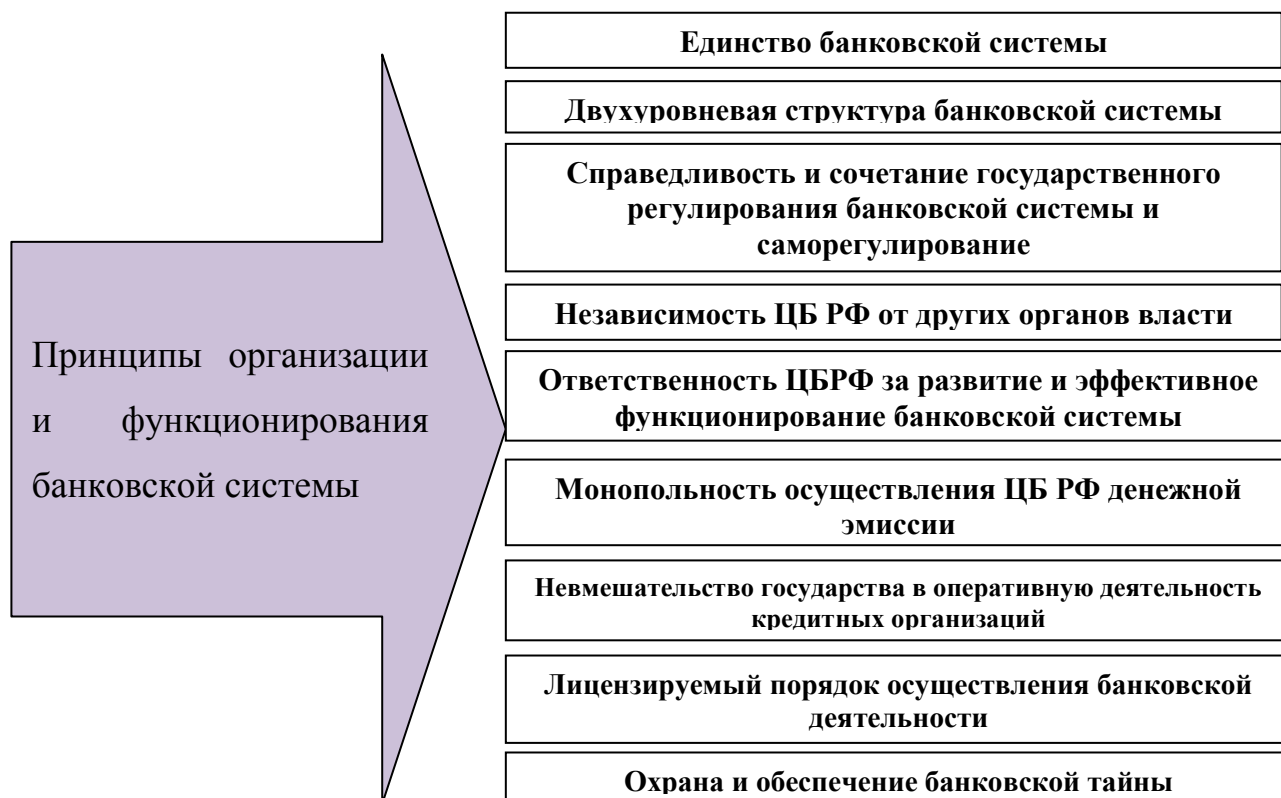 Принципы организации
и функционирования
банковской системы
Единство банковской системы
Двухуровневая структура банковской системы
Справедливость и сочетание государственного
регулирования банковской системы и
саморегулирование
Независимость ЦБ РФ от других органов власти
Ответственность ЦБРФ за развитие и эффективное
функционирование банковской системы
Монопольность осуществления ЦБ РФ денежной
эмиссии
Невмешательство государства в оперативную деятельность
кредитных организаций
Лицензируемый порядок осуществления банковской
деятельности
Охрана и обеспечение банковской тайны